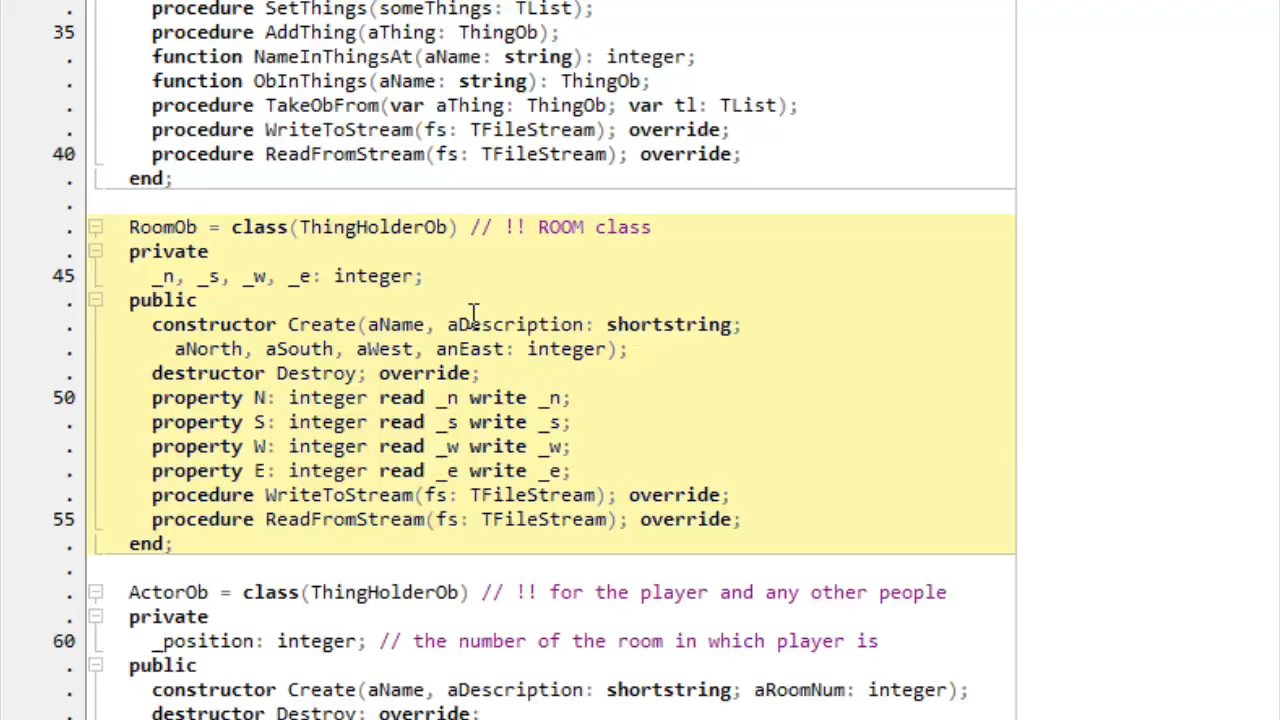 procedure SetThings(someThings: TList);
35 procedure AddThing(aThing: ThingOb);
. function NameInThingsAt(aName: string): integer;
. function ObInThings(aName: string): ThingOb;
. procedure TakeObFrom(var aThing: ThingOb; var tl: TList);
. procedure WriteToStream(fs: TFileStream); override;
40 procedure ReadFromStream(fs: TFileStream); override;
. end;
.
. RoomOb = class(ThingHolderOb) // !! ROOM class
. private
45 _n, _s, _w, _e: integer;
. public
. constructor Create(aName, aDescription: shortstring;
. aNorth, aSouth, aWest, anEast: integer);
. destructor Destroy; override;
50 property N: integer read _n write _n;
. property S: integer read _s write _s;
. property W: integer read _w write _w;
. property E: integer read _e write _e;
. procedure WriteToStream(fs: TFileStream); override;
55 procedure ReadFromStream(fs: TFileStream); override;
. end;
.
. ActorOb = class(ThingHolderOb) // !! for the player and any other people
. private
60 _position: integer; // the number of the room in which player is
. public
. constructor Create(aName, aDescription: shortstring; aRoomNum: integer);
destructor Destroy; override;